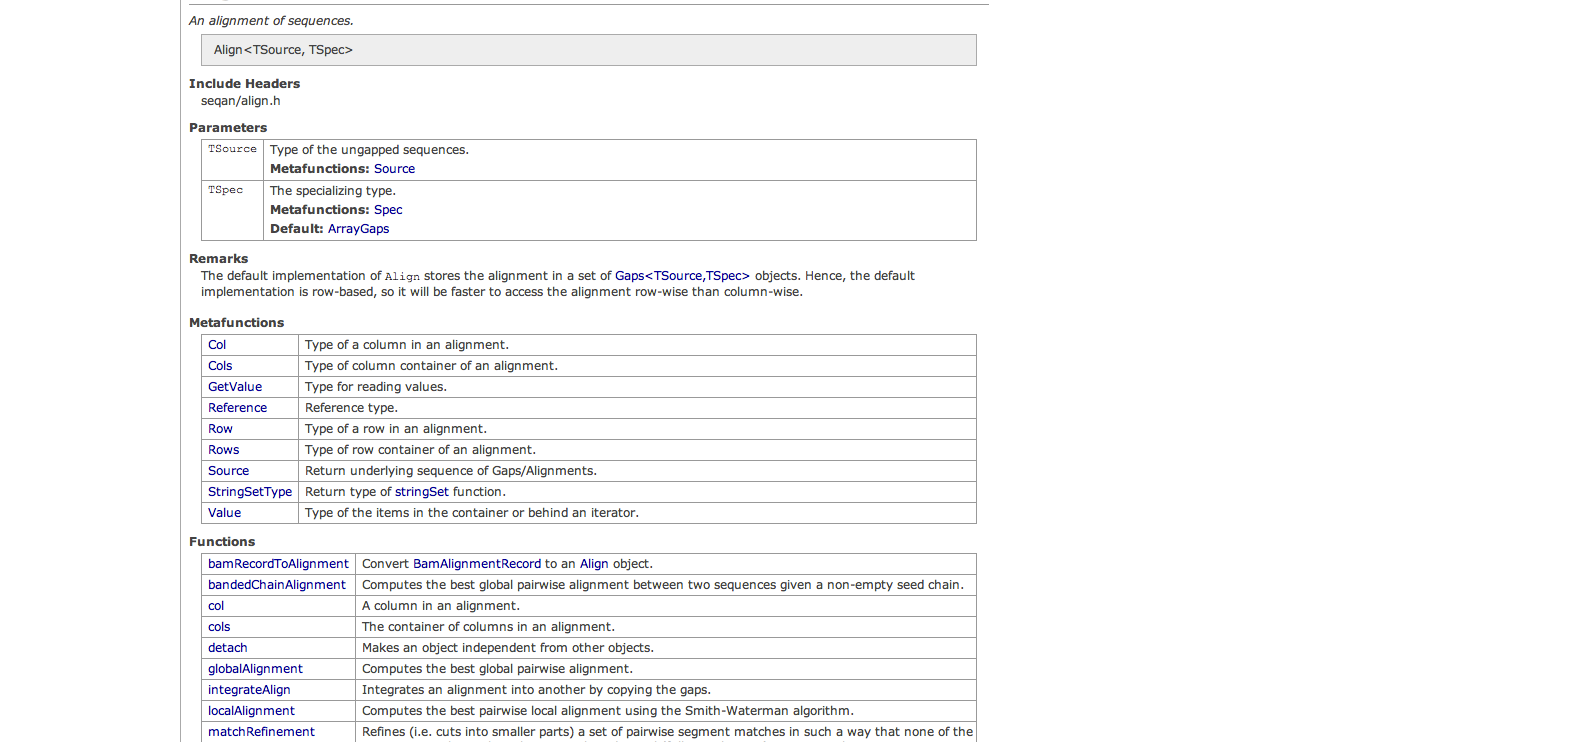 An alignment of sequences.
Align<TSource, TSpec>
Include Headers
seqan/align.h
Parameters
TSource Type of the ungapped sequences.
Metafunctions: Source
TSpec The specializing type.
Metafunctions: Spec
Default: ArrayGaps
Remarks
The default implementation of Align stores the alignment in a set of Gaps<TSource,TSpec> objects. Hence, the default
implementation is row-based, so it will be faster to access the alignment row-wise than column-wise.
Metafunctions
Col Type of a column in an alignment.
Cols Type of column container of an alignment.
GetValue Type for reading values.
Reference Reference type.
Row Type of a row in an alignment.
Rows Type of row container of an alignment.
Source Return underlying sequence of Gaps/Alignments.
StringSetType Return type of stringSet function.
Value Type of the items in the container or behind an iterator.
Functions
bamRecordToAlignment Convert BamAlignmentRecord to an Align object.
bandedChainAlignment Computes the best global pairwise alignment between two sequences given a non-empty seed chain.
col A column in an alignment.
cols The container of columns in an alignment.
detach Makes an object independent from other objects.
globalAlignment Computes the best global pairwise alignment.
integrateAlign Integrates an alignment into another by copying the gaps.
localAlignment Computes the best pairwise local alignment using the Smith-Waterman algorithm.
matchRefinement Refines (i.e. cuts into smaller parts) a set of pairwise segment matches in such a way that none of the